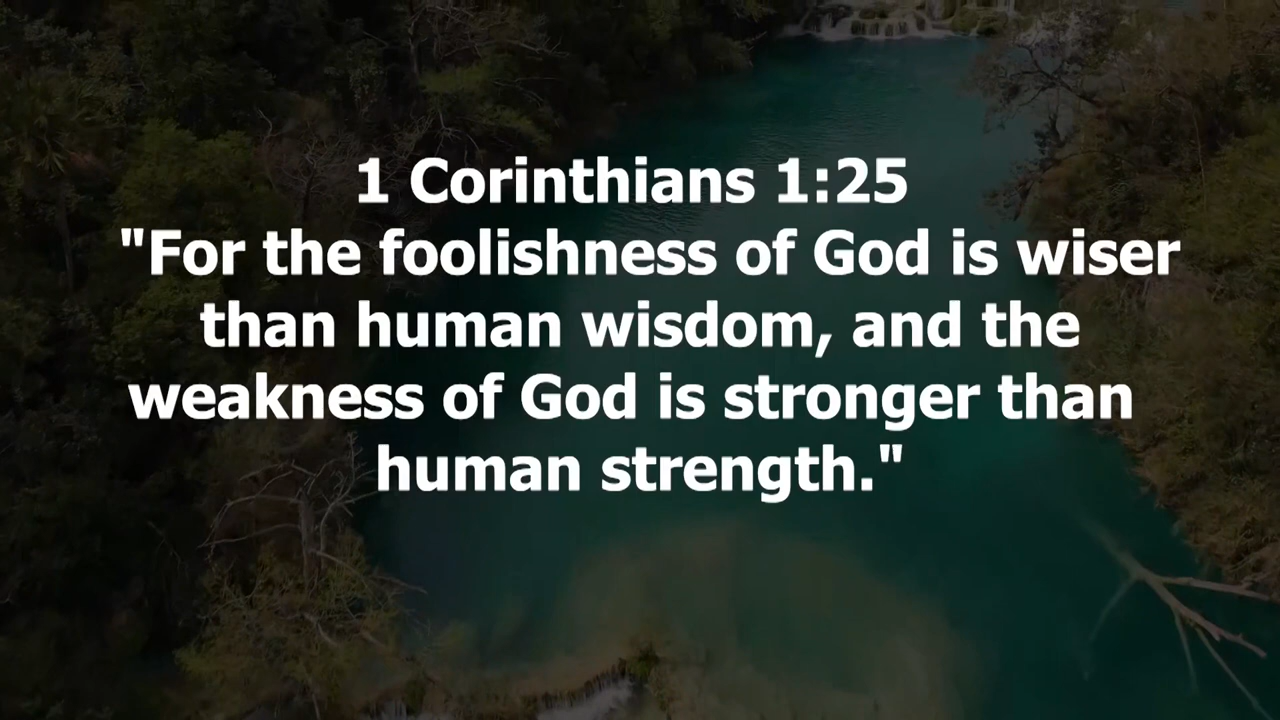 1 Corinthians 1:25
"For the foolishness of God is wiser
than human wisdom, and the
weakness of God is stronger than
human strength."